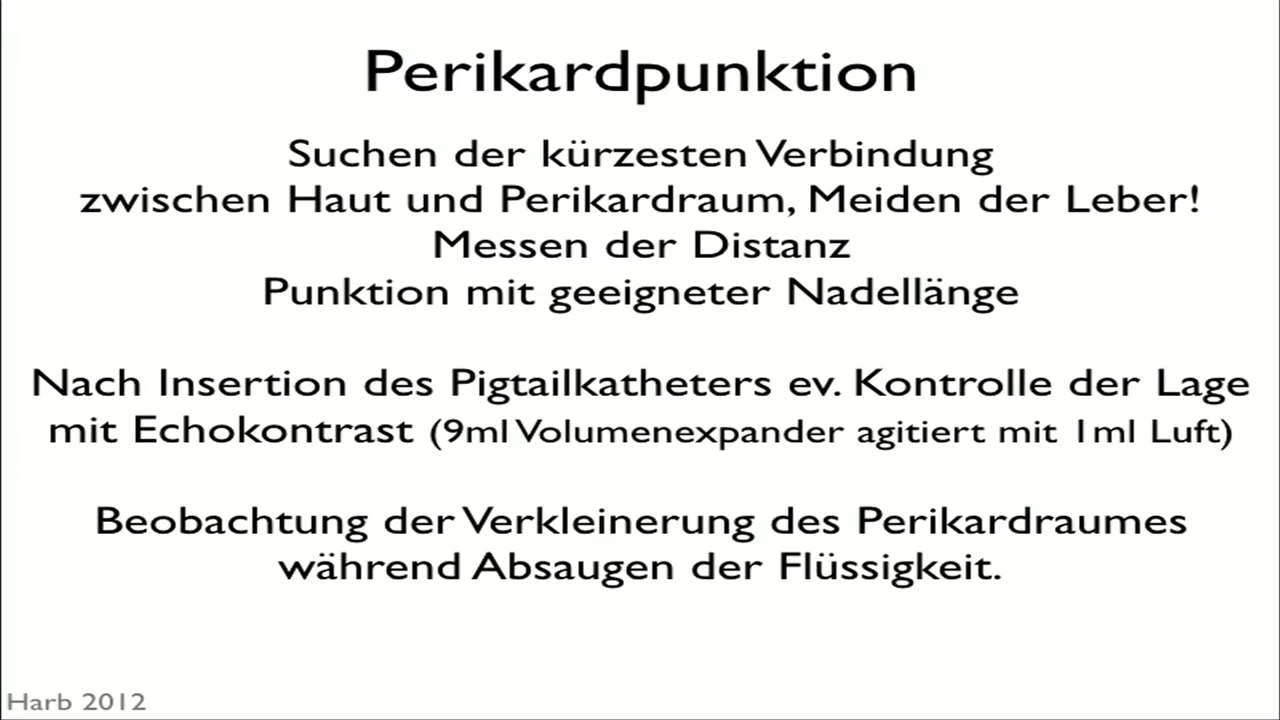 Perikardpunktion
Suchen der kürzesten Verbindung
zwischen Haut und Perikardraum, Meiden der Leber!
Messen der Distanz
Punktion mit geeigneter Nadellänge
Nach Insertion des Pigtailkatheters ev. Kontrolle der Lage
mit Echokontrast (9ml Volumenexpander agitiert mit 1ml Luft)
Beobachtung der Verkleinerung des Perikardraumes
während Absaugen der Flüssigkeit.
Harb 2012